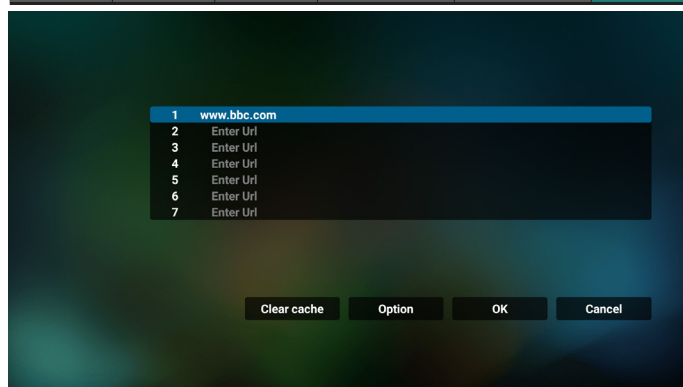 1 www.bbc.com
2 Enter Url
3 Enter Url
4 Enter Url
5 Enter Url
6 Enter Url
7 Enter Url
Clear cache Option OK Cancel